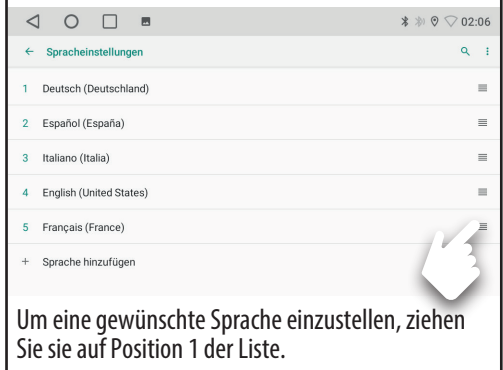 02:06
Spracheinstellungen
1 Deutsch (Deutschland)
2 Español (España)
3 Italiano (Italia)
4 English (United States)
5 Français (France)
+ Sprache hinzufügen
Um eine gewünschte Sprache einzustellen, ziehen
Sie sie auf Position 1 der Liste.